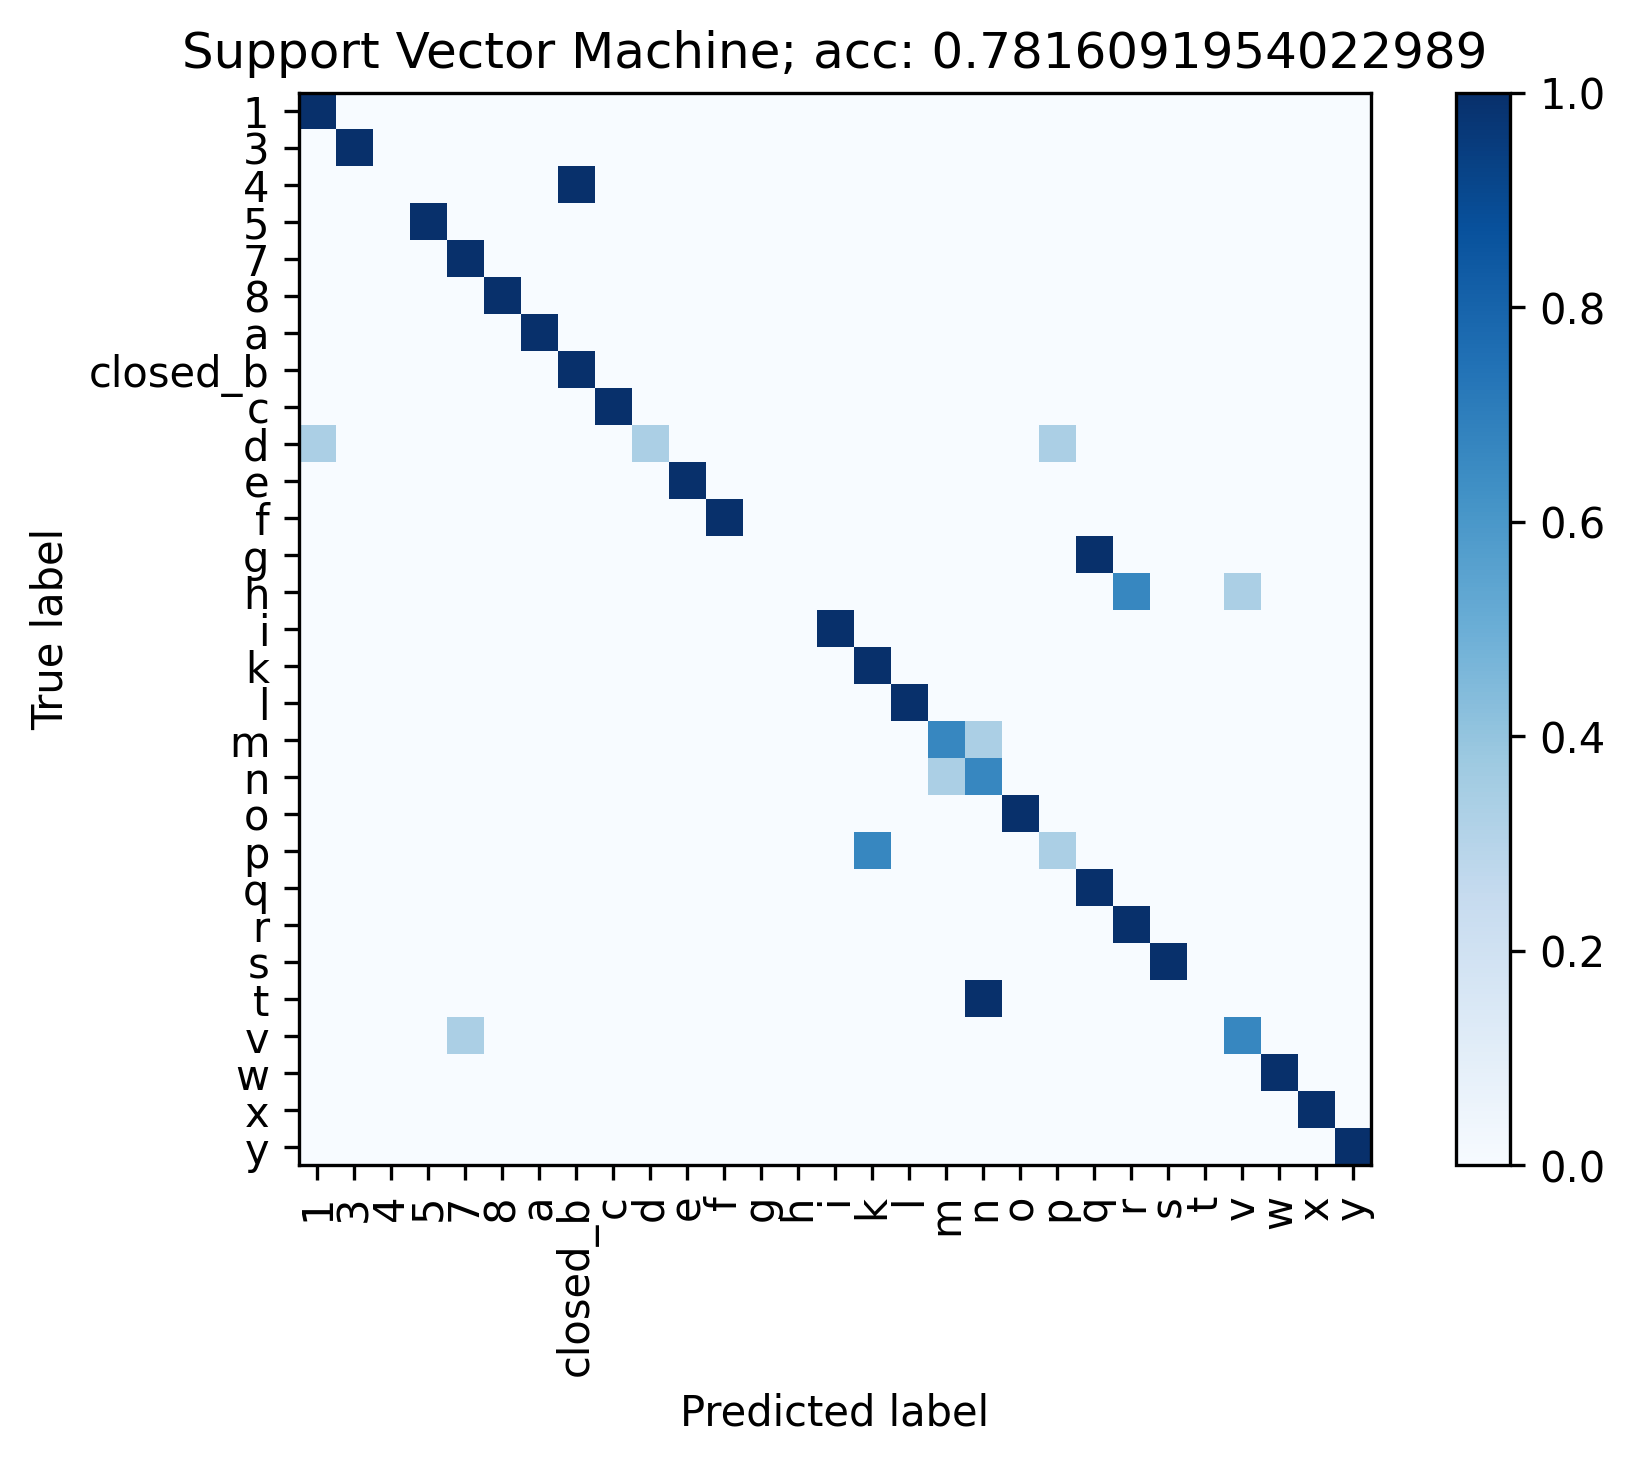 Support Vector Machine; acc: 0.7816091954022989
True label
1
3
4
5
7
8
a
closed_b
c
d
e
f
g
h
i
k
l
m
n
o
p
q
r
s
t
v
w
x
y
1 3 4 5 7 8 a closed_b c d e f g h i k l m n o p q r s t v w x y
Predicted label
1.0
0.8
0.6
0.4
0.2
0.0